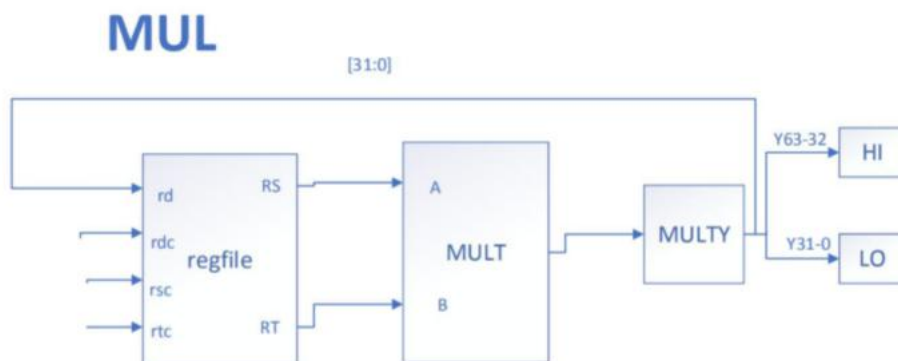 MUL
[31:0]
Y63-32
HI
rd
RS
A
rdc
regfile
MULT
MULTY
Y31-0
LO
rsc
B
rtc
RT